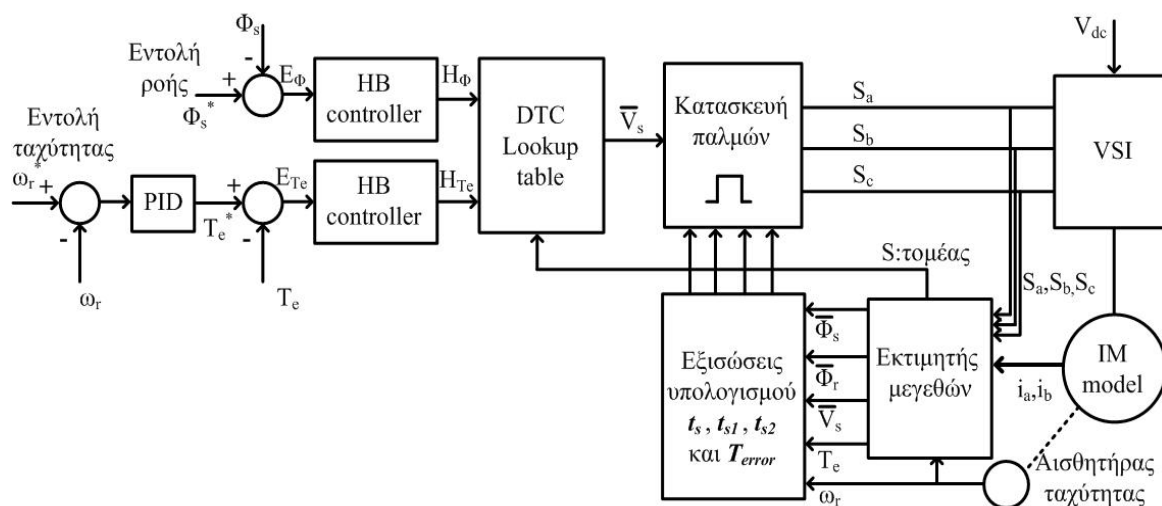 Φs
-
Εντολή
ροής
+
Φs*
EΦ
HB
controller
HΦ
DTC
Lookup
table
V̅s
Κατασκευή
παλμών
Sa
Sb
Sc
Vdc
VSI
Εντολή
ταχύτητας
ωr*
+
-
ωr
PID
Te*
+
-
Te
ETe
HB
controller
HTe
S:τομέας
Sa,Sb,Sc
Εξισώσεις
υπολογισμού
ts , ts1 , ts2
και Terror
Φ̅s
Φ̅r
V̅s
Te
ωr
Εκτιμητής
μεγεθών
ia,ib
IM
model
Αισθητήρας
ταχύτητας